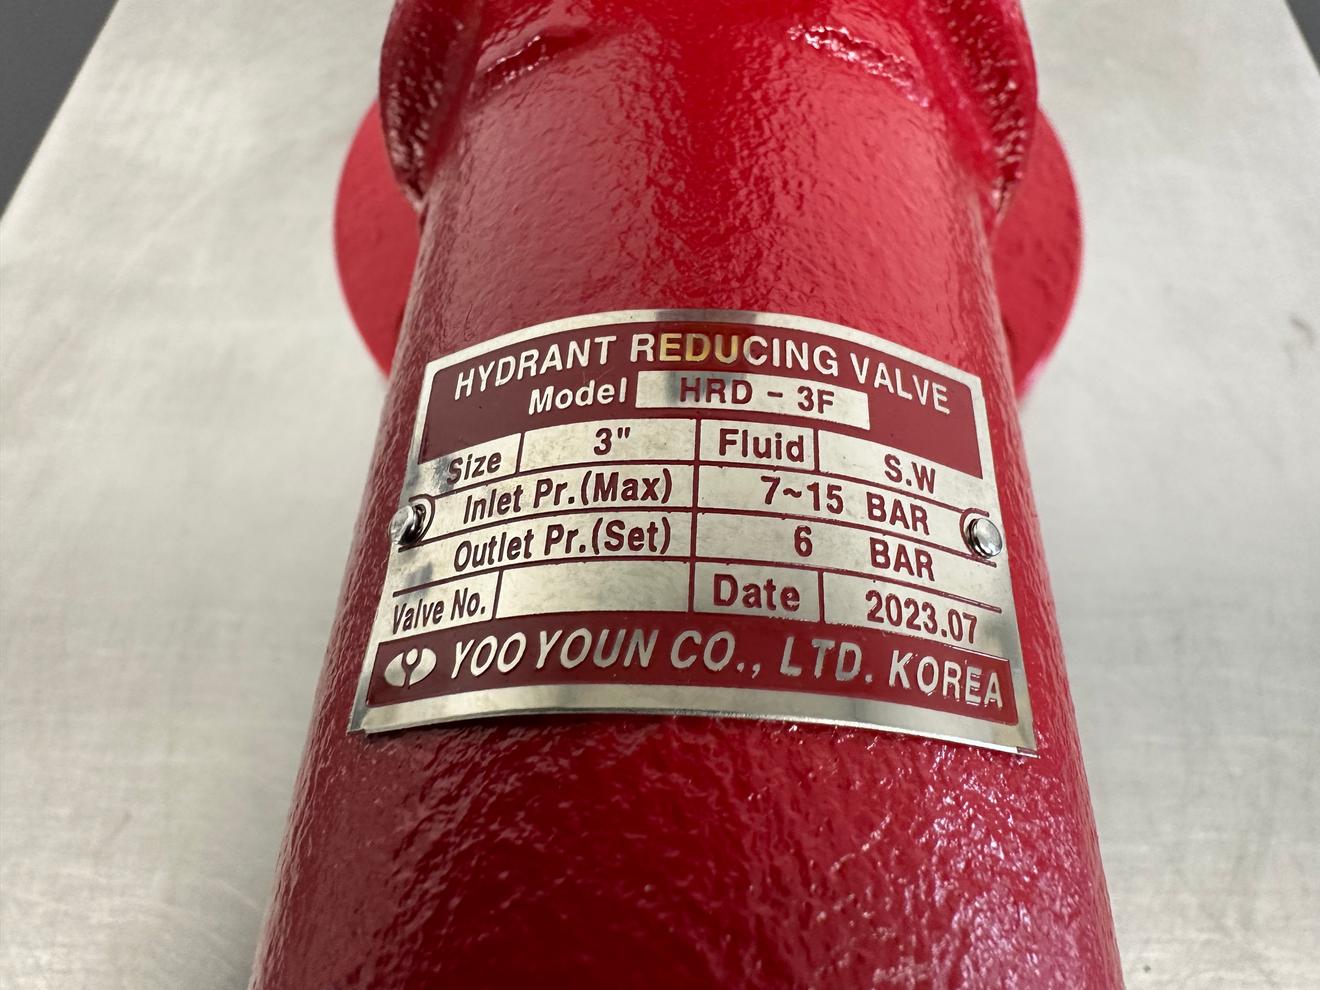 HYDRANT REDUCING VALVE
Model HRD - 3F
Size 3" Fluid S.W
Inlet Pr.(Max) 7~15 BAR
Outlet Pr.(Set) 6 BAR
Valve No. Date 2023.07
YOO YOUN CO., LTD. KOREA